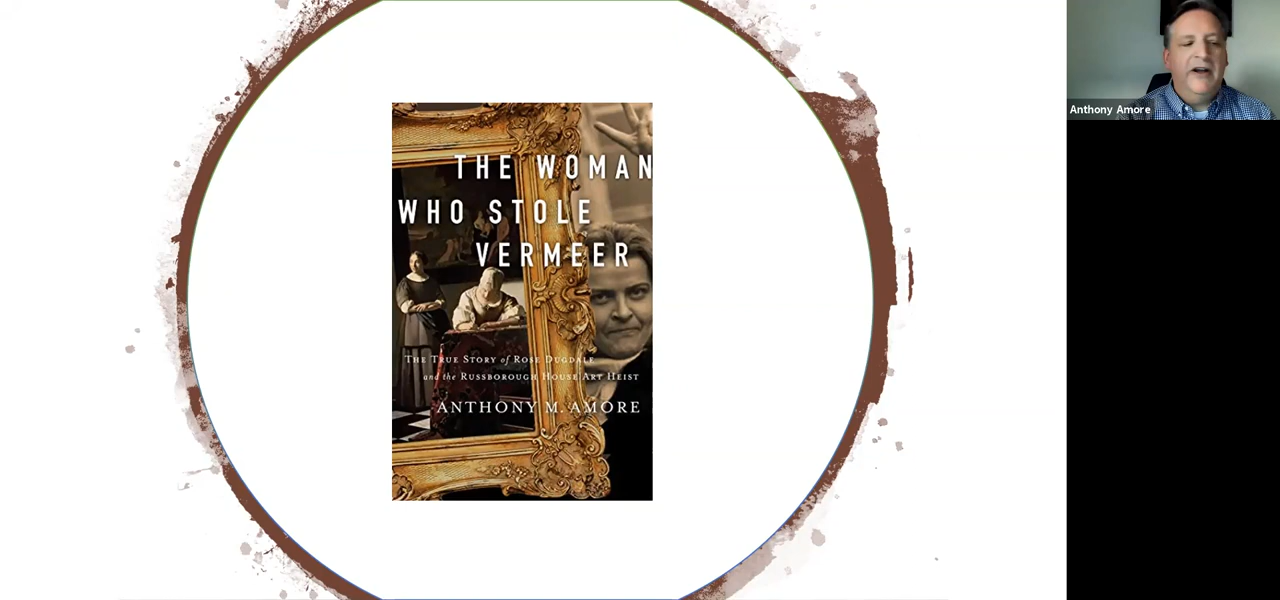 THE WOMAN
WHO STOLE
VERMEER
THE TRUE STORY of ROSE DUGDALE
and the RUSSBOROUGH HOUSE ART HEIST
ANTHONY M. AMORE
Anthony Amore